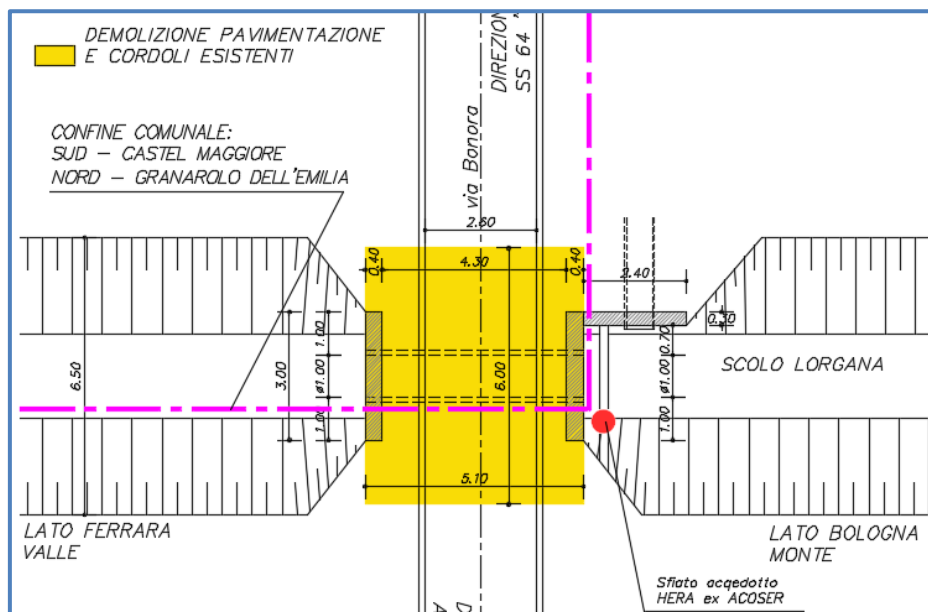 DEMOLIZIONE PAVIMENTAZIONE
E CORDOLI ESISTENTI
DIREZION
SS 64
CONFINE COMUNALE:
SUD – CASTEL MAGGIORE
NORD – GRANAROLO DELL'EMILIA
via Bonora
2.60
0.40
4.30
0.40
2.40
0.30
6.50
3.00
1.00
ø1.00
1.00
6.00
0.70
ø1.00
1.00
SCOLO LORGANA
5.10
LATO FERRARA
VALLE
LATO BOLOGNA
MONTE
Sfiato acqedotto
HERA ex ACOSER